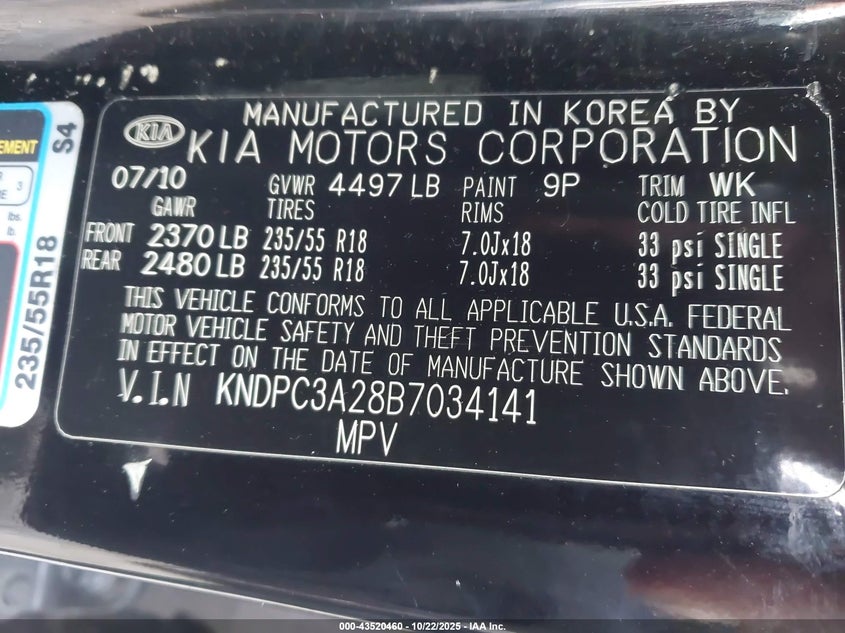 KIA
MANUFACTURED IN KOREA BY
KIA MOTORS CORPORATION
07/10 GVWR 4497 LB PAINT 9P TRIM WK
GAWR TIRES RIMS COLD TIRE INFL
FRONT 2370 LB 235/55 R18 7.0Jx18 33 psi SINGLE
REAR 2480 LB 235/55 R18 7.0Jx18 33 psi SINGLE
THIS VEHICLE CONFORMS TO ALL APPLICABLE U.S.A. FEDERAL
MOTOR VEHICLE SAFETY AND THEFT PREVENTION STANDARDS
IN EFFECT ON THE DATE OF MANUFACTURE SHOWN ABOVE.
V.I.N KNDPC3A28B7034141
MPV
S4
3
lbs.
lb.
235/55R18
000-43520460 - 10/22/2025 - IAA Inc.